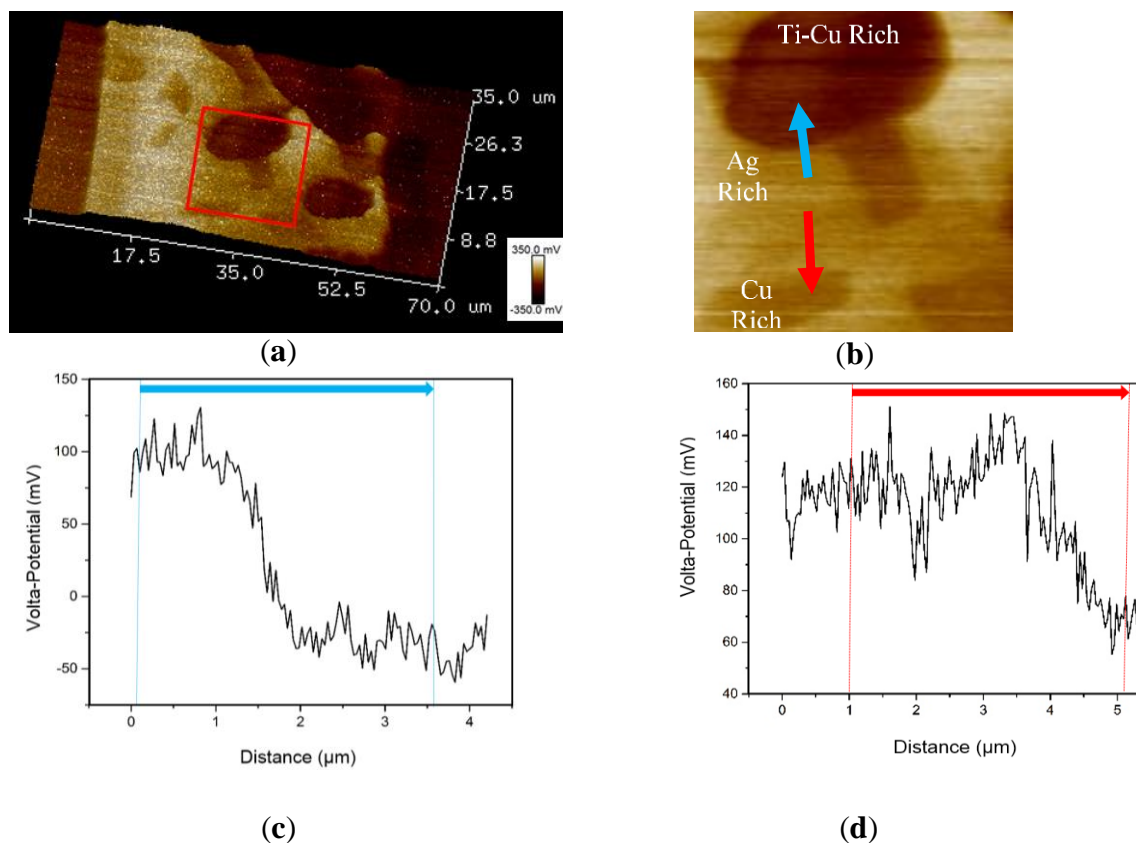 35.0 um
26.3
17.5
8.8
17.5
35.0
52.5
70.0 um
350.0 mV
-350.0 mV
(a)
Ti-Cu Rich
Ag
Rich
Cu
Rich
(b)
150
100
50
0
-50
Volta-Potential (mV)
0
1
2
3
4
Distance (µm)
(c)
160
140
120
100
80
60
40
Volta-Potential (mV)
0
1
2
3
4
5
Distance (µm)
(d)